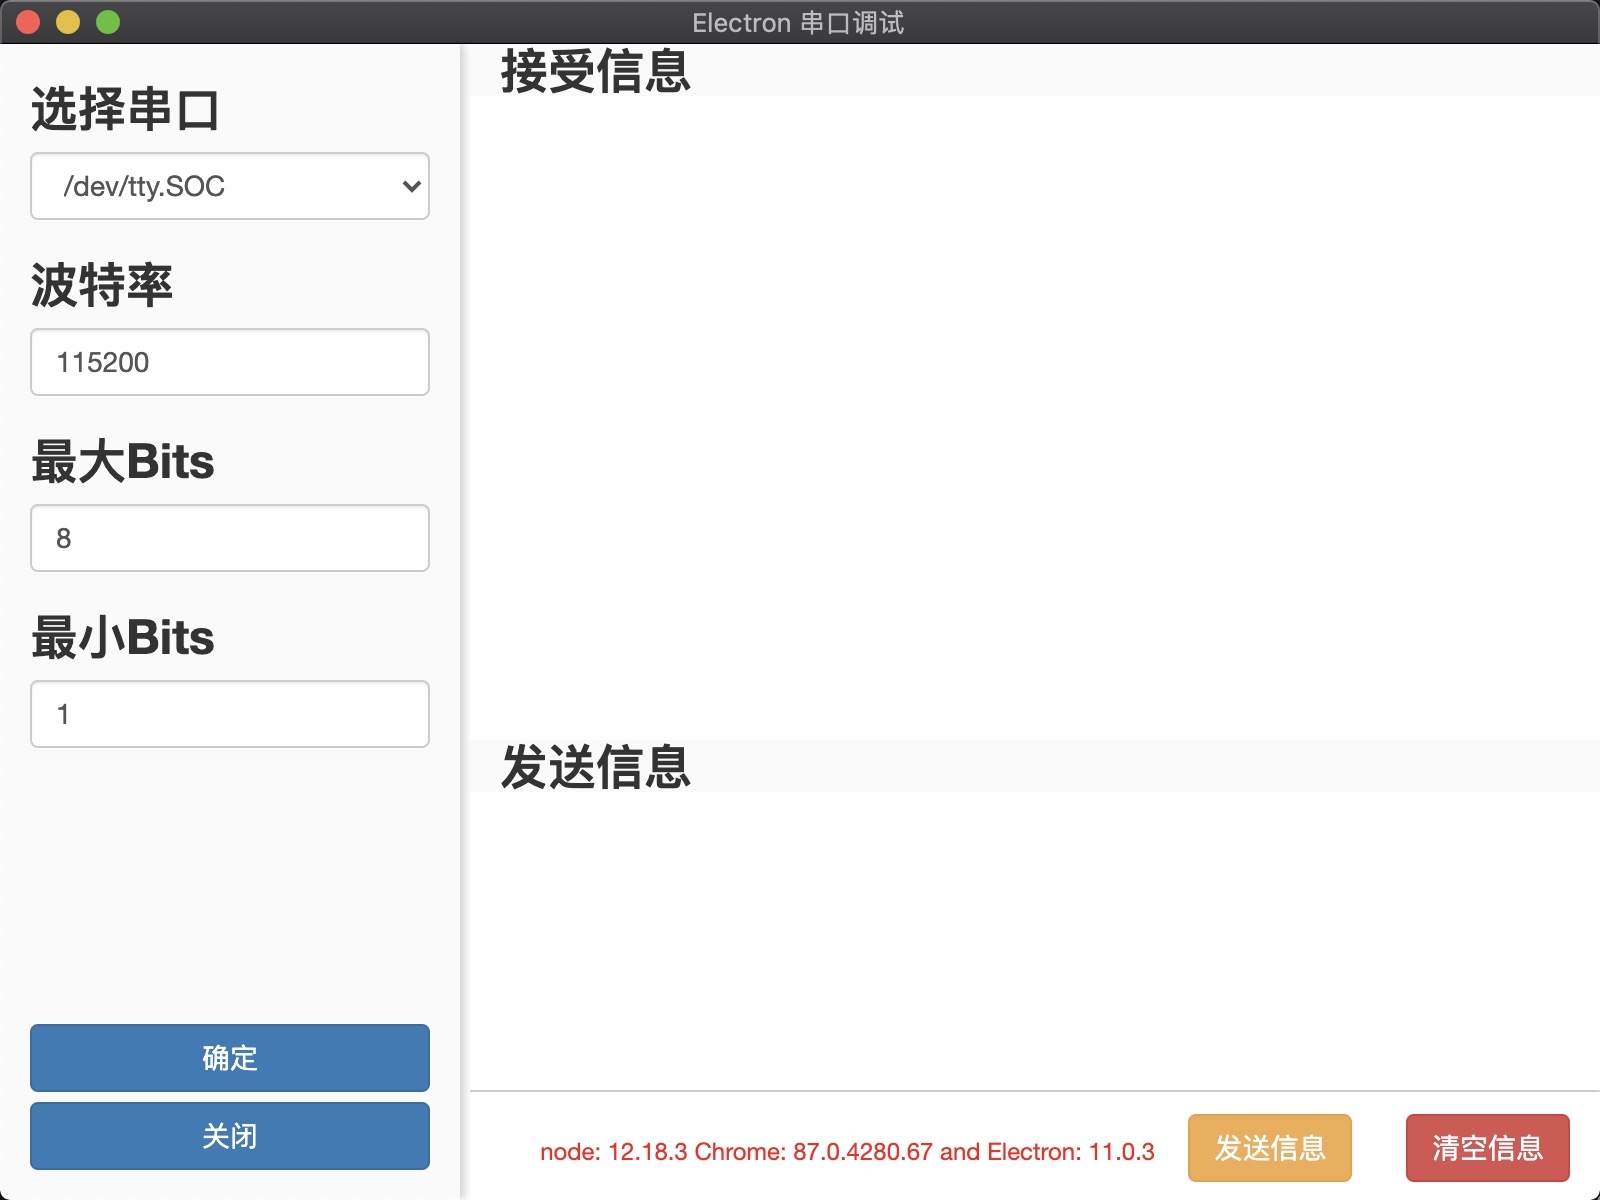 Electron 串口调试
选择串口
/dev/tty.SOC
波特率
115200
最大Bits
8
最小Bits
1
确定
关闭
接受信息
发送信息
node: 12.18.3 Chrome: 87.0.4280.67 and Electron: 11.0.3
发送信息
清空信息